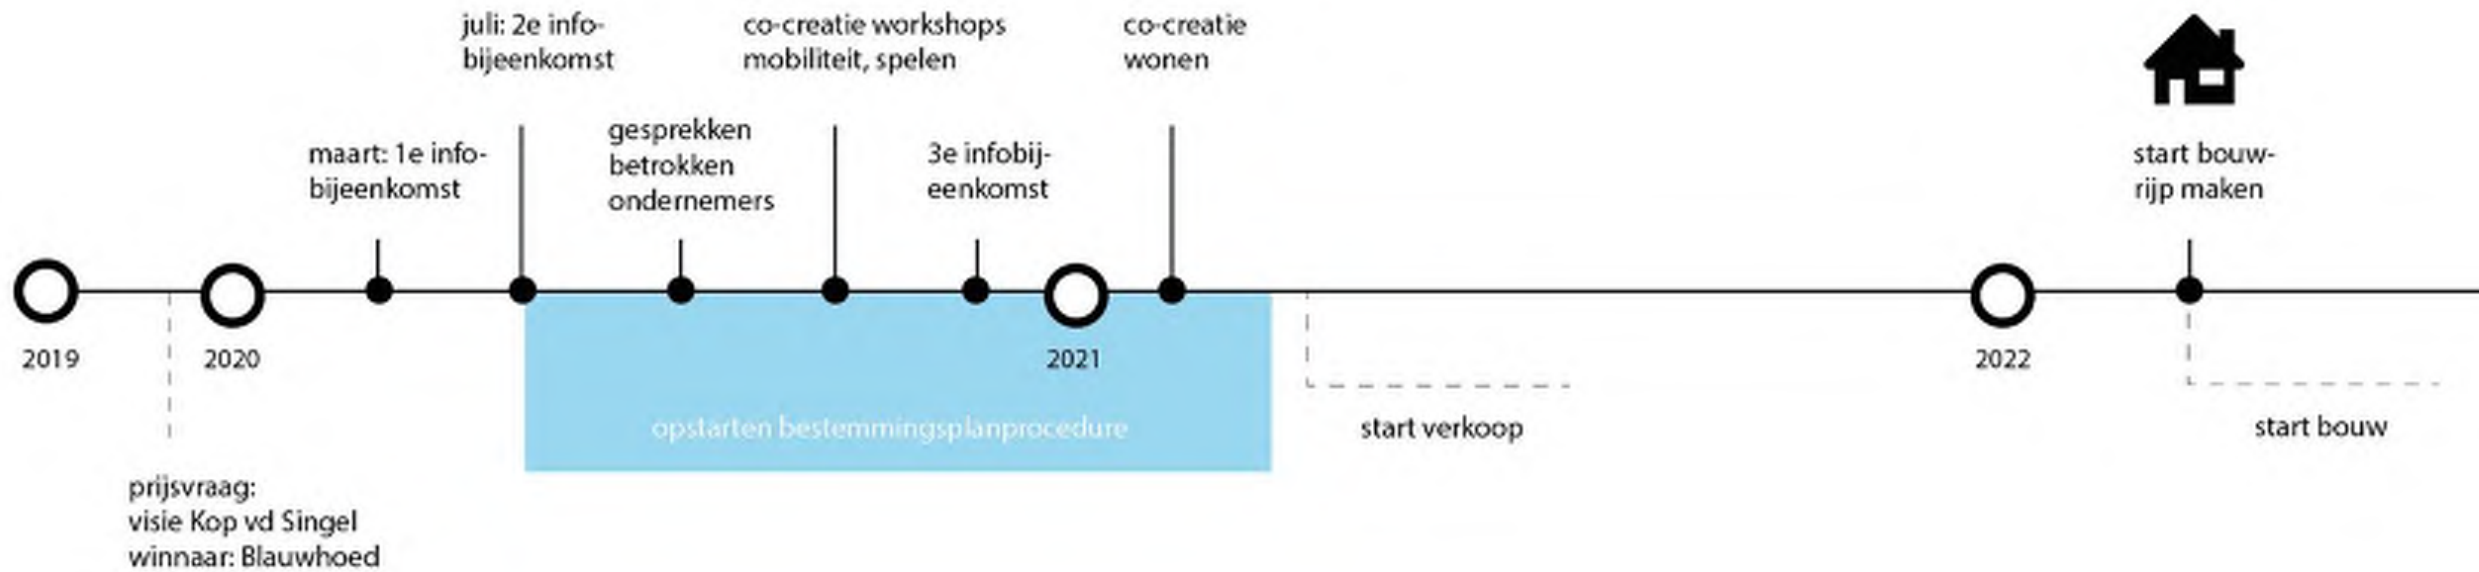 juli: 2e info-
bijeenkomst
co-creatie workshops
mobiliteit, spelen
co-creatie
wonen
maart: 1e info-
bijeenkomst
gesprekken
betrokken
ondernemers
3e infobij-
eenkomst
start bouw-
rijp maken
2019
2020
2021
2022
opstarten bestemmingsplanprocedure
start verkoop
start bouw
prijsvraag:
visie Kop vd Singel
winnaar: Blauwhoed